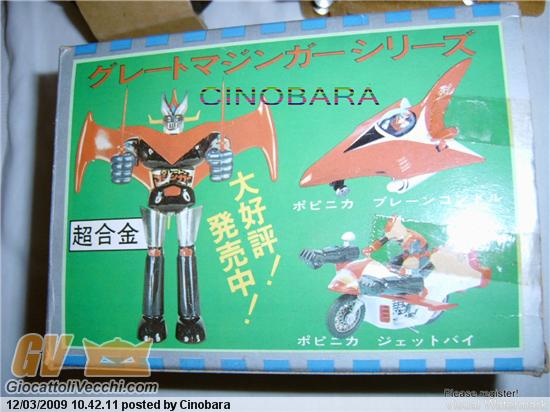 グレートマジンガーシリーズ
CINOBARA
ポピニカ ブレーンコンドル
超合金
大好評!
発売中!
ポピニカ ジェットバイ
GV
GiocattoliVecchi.com
Please register!
12/03/2009 10.42.11 posted by Cinobara